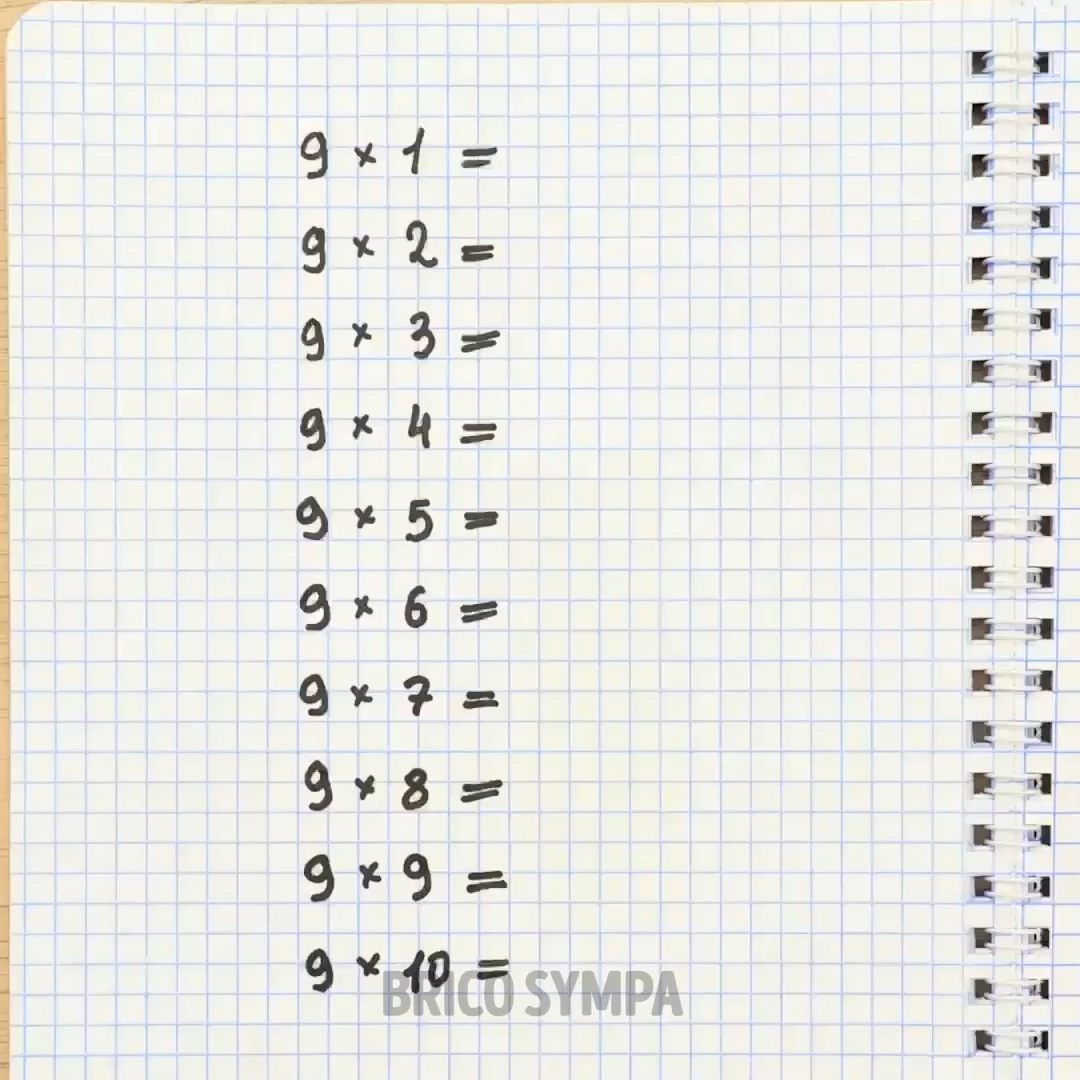 9 × 1 =
9 × 2 =
9 × 3 =
9 × 4 =
9 × 5 =
9 × 6 =
9 × 7 =
9 × 8 =
9 × 9 =
9 × 10 =
BRICO SYMPA